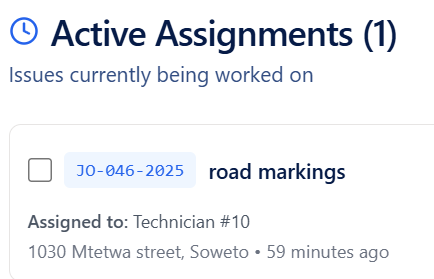 Active Assignments (1)
Issues currently being worked on
JO-046-2025 road markings
Assigned to: Technician #10
1030 Mtetwa street, Soweto • 59 minutes ago